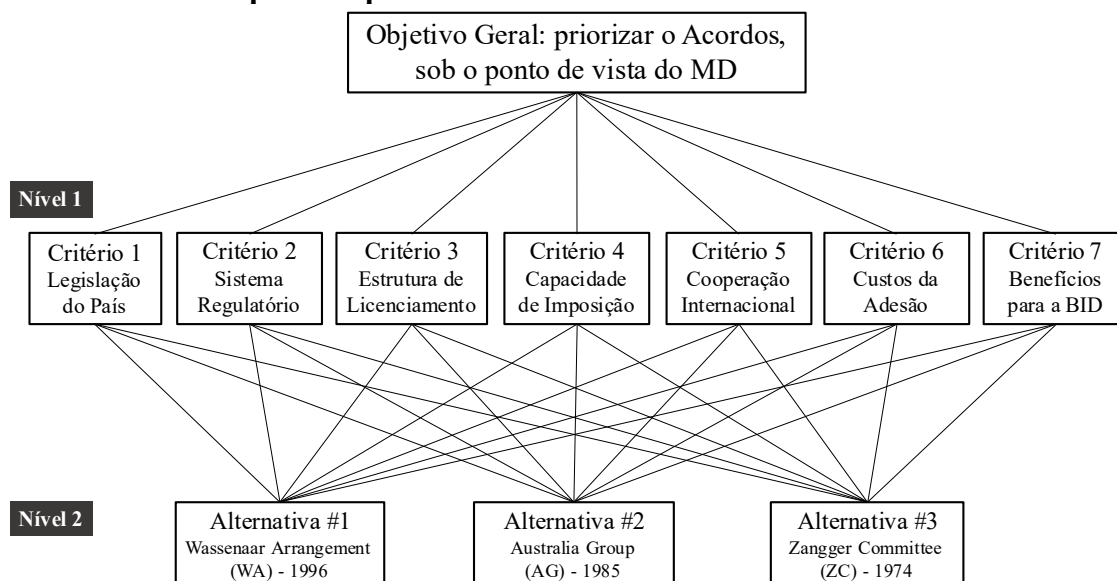 Objetivo Geral: priorizar o Acordos,
sob o ponto de vista do MD
Nível 1
Critério 1
Legislação
do País
Critério 2
Sistema
Regulatório
Critério 3
Estrutura de
Licenciamento
Critério 4
Capacidade
de Imposição
Critério 5
Cooperação
Internacional
Critério 6
Custos da
Adesão
Critério 7
Benefícios
para a BID
Nível 2
Alternativa #1
Wassenaar Arrangement
(WA) - 1996
Alternativa #2
Australia Group
(AG) - 1985
Alternativa #3
Zangger Committee
(ZC) - 1974